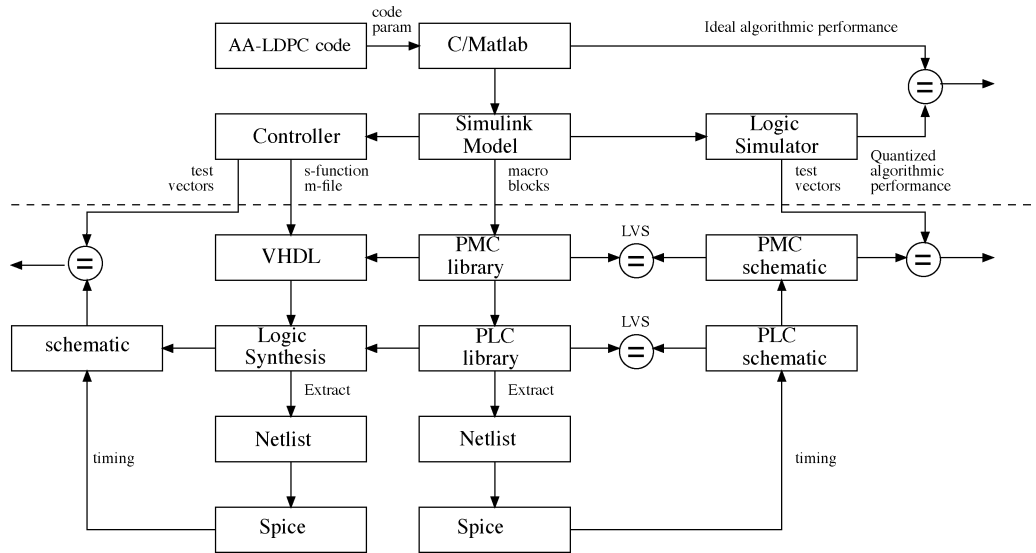 code
param
Ideal algorithmic performance
AA-LDPC code
C/Matlab
=
Controller
Simulink
Model
Logic
Simulator
test
vectors
s-function
m-file
macro
blocks
test
vectors
Quantized
algorithmic
performance
=
VHDL
PMC
library
LVS
=
PMC
schematic
=
schematic
Logic
Synthesis
PLC
library
LVS
=
PLC
schematic
Extract
Extract
Netlist
Netlist
timing
timing
Spice
Spice